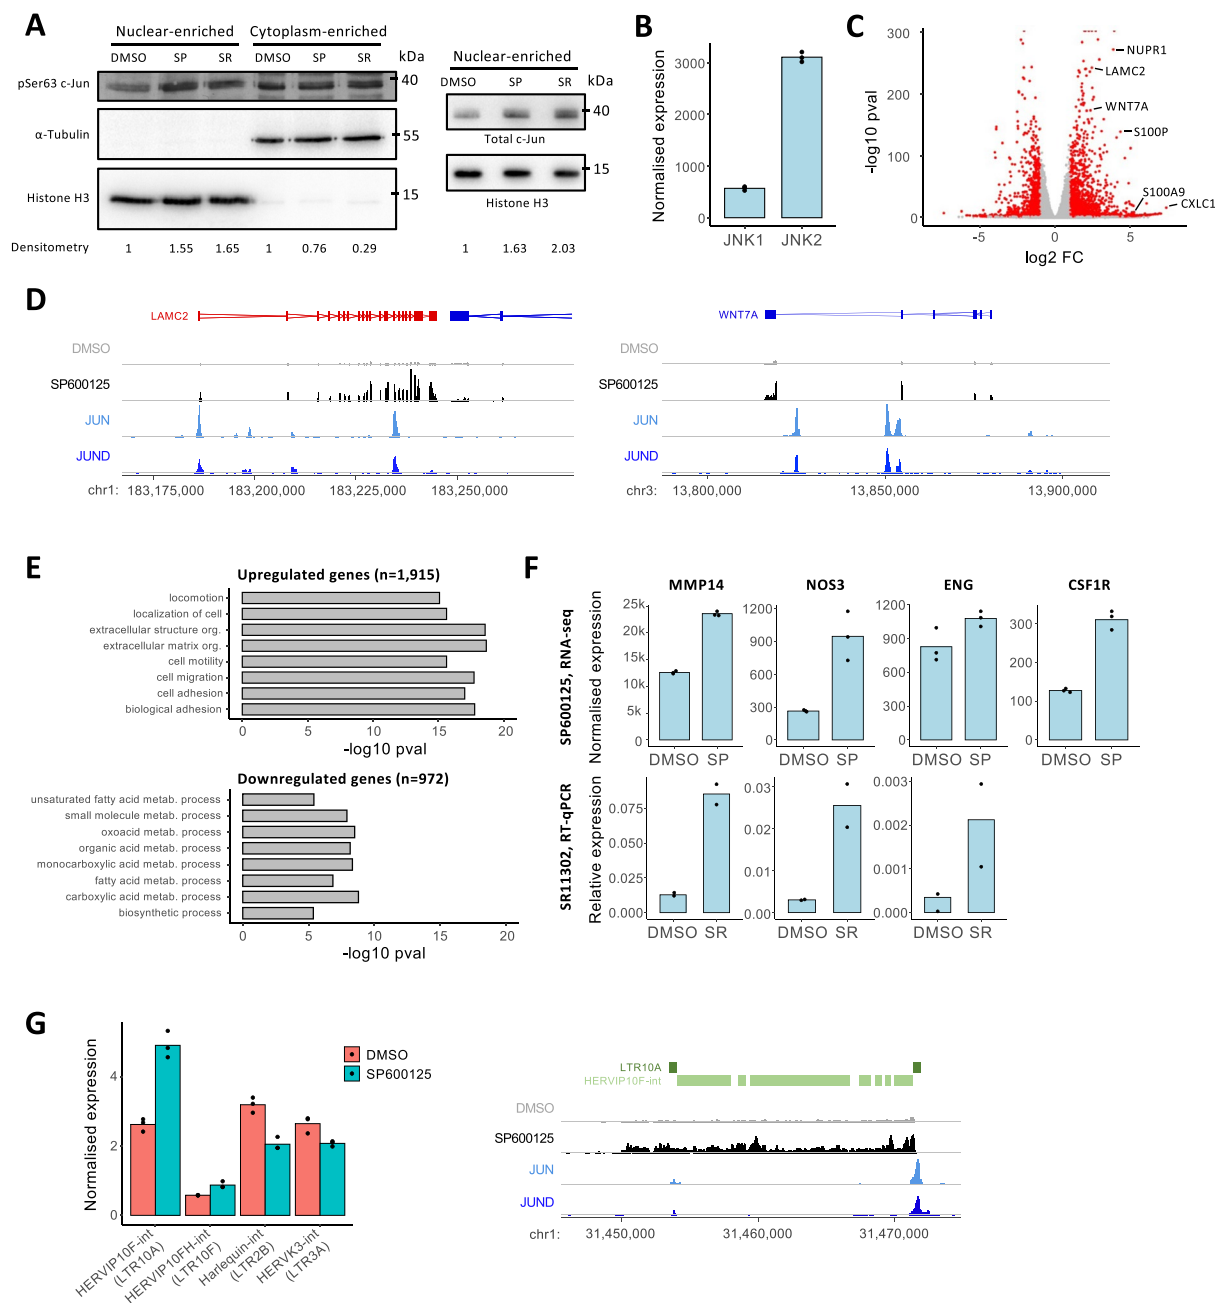 A
Nuclear-enriched
Cytoplasm-enriched
DMSO
SP
SR
DMSO
SP
SR
kDa
pSer63 c-Jun
40
α-Tubulin
55
Histone H3
15
Densitometry
1
1.55
1.65
1
0.76
0.29
Nuclear-enriched
DMSO
SP
SR
kDa
40
Total c-Jun
15
Histone H3
1
1.63
2.03
B
Normalised expression
3000
2000
1000
0
JNK1
JNK2
C
-log10 pval
300
200
100
0
NUPR1
LAMC2
WNT7A
S100P
S100A9
CXLC1
-5
0
5
log2 FC
D
LAMC2
DMSO
SP600125
JUN
JUND
chr1:
183,175,000
183,200,000
183,225,000
183,250,000
WNT7A
DMSO
SP600125
JUN
JUND
chr3:
13,800,000
13,850,000
13,900,000
E
Upregulated genes (n=1,915)
locomotion
localization of cell
extracellular structure org.
extracellular matrix org.
cell motility
cell migration
cell adhesion
biological adhesion
0
5
10
15
20
-log10 pval
Downregulated genes (n=972)
unsaturated fatty acid metab. process
small molecule metab. process
oxoacid metab. process
organic acid metab. process
monocarboxylic acid metab. process
fatty acid metab. process
carboxylic acid metab. process
biosynthetic process
0
5
10
15
20
-log10 pval
F
SP600125, RNA-seq
Normalised expression
MMP14
25k
20k
15k
10k
5k
0
DMSO SP
NOS3
1200
900
600
300
0
DMSO SP
ENG
1200
900
600
300
0
DMSO SP
CSF1R
300
200
100
0
DMSO SP
SR11302, RT-qPCR
Relative expression
0.075
0.050
0.025
0.000
DMSO SR
0.03
0.02
0.01
0.00
DMSO SR
0.003
0.002
0.001
0.000
DMSO SR
G
Normalised expression
4
2
0
HERVIP10F-int
(LTR10A)
HERVIP10FH-int
(LTR10F)
Harlequin-int
(LTR2B)
HERVK3-int
(LTR3A)
DMSO
SP600125
LTR10A
HERVIP10F-int
DMSO
SP600125
JUN
JUND
chr1:
31,450,000
31,460,000
31,470,000